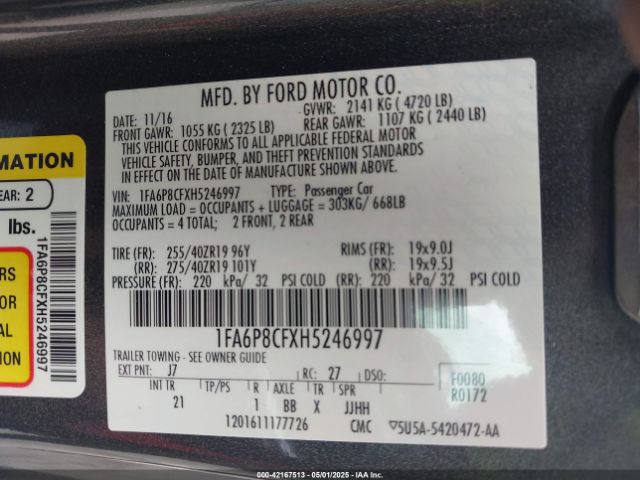 MFD. BY FORD MOTOR CO.
DATE: 11/16 GVWR: 2141 KG ( 4720 LB)
FRONT GAWR: 1055 KG ( 2325 LB) REAR GAWR: 1107 KG ( 2440 LB)
THIS VEHICLE CONFORMS TO ALL APPLICABLE FEDERAL MOTOR
VEHICLE SAFETY, BUMPER, AND THEFT PREVENTION STANDARDS
IN EFFECT ON THE DATE OF MANUFACTURE SHOWN ABOVE.
VIN: 1FA6P8CFXH5246997 TYPE: Passenger Car
MAXIMUM LOAD = OCCUPANTS + LUGGAGE = 303KG/ 668LB
OCCUPANTS = 4 TOTAL; 2 FRONT, 2 REAR
TIRE (FR): 255/40ZR19 96Y RIMS (FR): 19x9.0J
(RR): 275/40ZR19 101Y (RR): 19x9.5J
PRESSURE (FR): 220 kPa/ 32 PSI COLD (RR): 220 kPa/ 32 PSI COLD
1FA6P8CFXH5246997
TRAILER TOWING - SEE OWNER GUIDE
EXT PNT: J7 RC: 27 DSO: F0080
R0172
INT TR TP/PS R AXLE TR SPR
21 1 BB X JJHH
1201611177726 CMC 5U5A-5420472-AA
MATION
EAR: 2
lbs.
1FA6P8CFXH5246997
RS
OR
AL
TION
000-42167513 - 05/01/2025 - IAAI, INC.